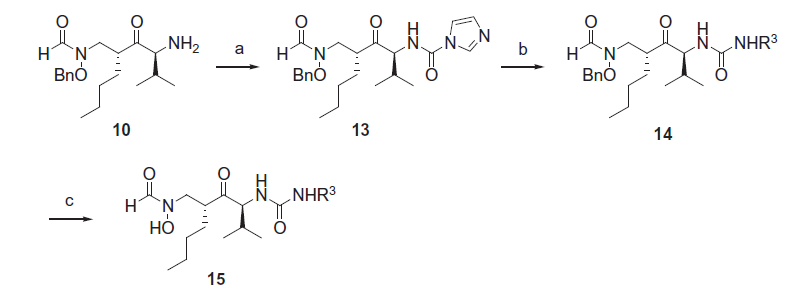 O O
H N NH₂
BnO
10
a
O O H
H N N N N
BnO O
13
b
O O H
H N N NHR³
BnO O
14
c
O O H
H N N NHR³
HO O
15